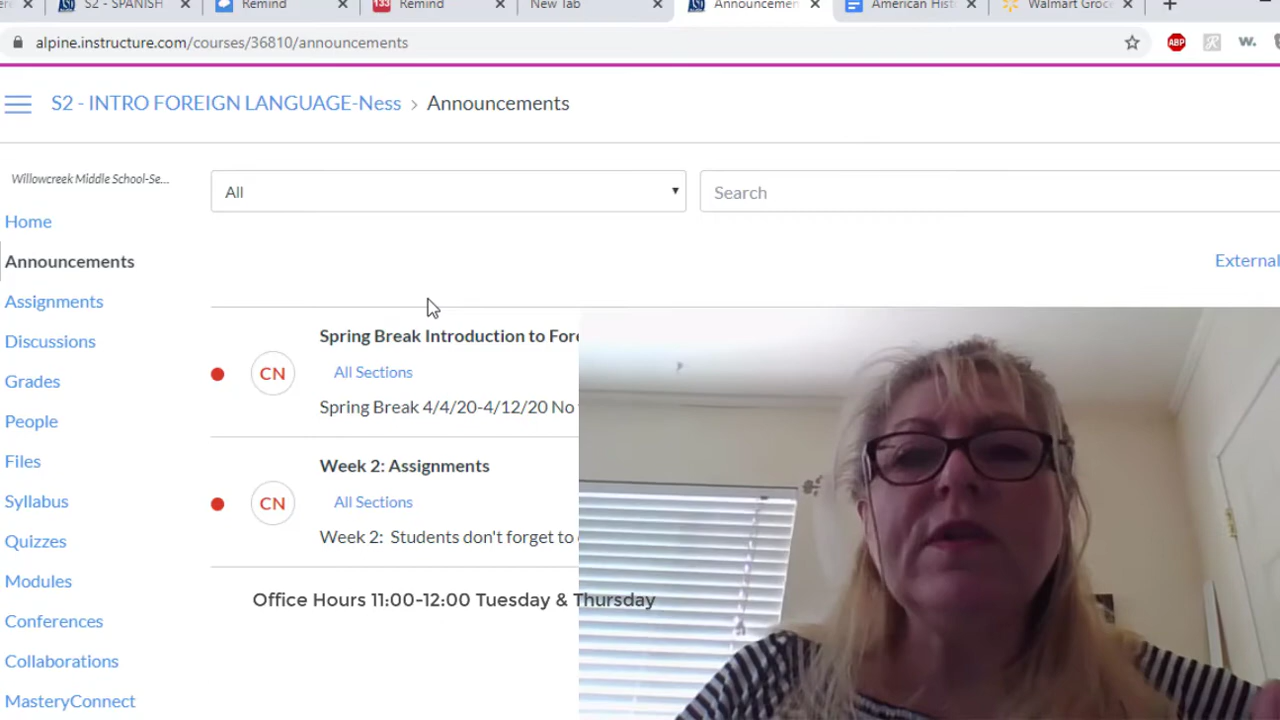 S2 - SPANISH
Remind
133 Remind
New Tab
Announcemen
American Hist
Walmart Groc
alpine.instructure.com/courses/36810/announcements
ABP
w.
S2 - INTRO FOREIGN LANGUAGE-Ness › Announcements
Willowcreek Middle School-Se...
All
Search
Home
Announcements
External
Assignments
Spring Break Introduction to Fore
Discussions
CN
All Sections
Grades
Spring Break 4/4/20-4/12/20 No
People
Files
Week 2: Assignments
Syllabus
CN
All Sections
Quizzes
Week 2: Students don't forget to
Modules
Office Hours 11:00-12:00 Tuesday & Thursday
Conferences
Collaborations
MasteryConnect